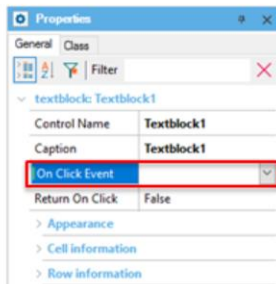 Properties
General Class
Filter
textblock: Textblock1
Control Name Textblock1
Caption Textblock1
On Click Event
Return On Click False
Appearance
Cell information
Row information